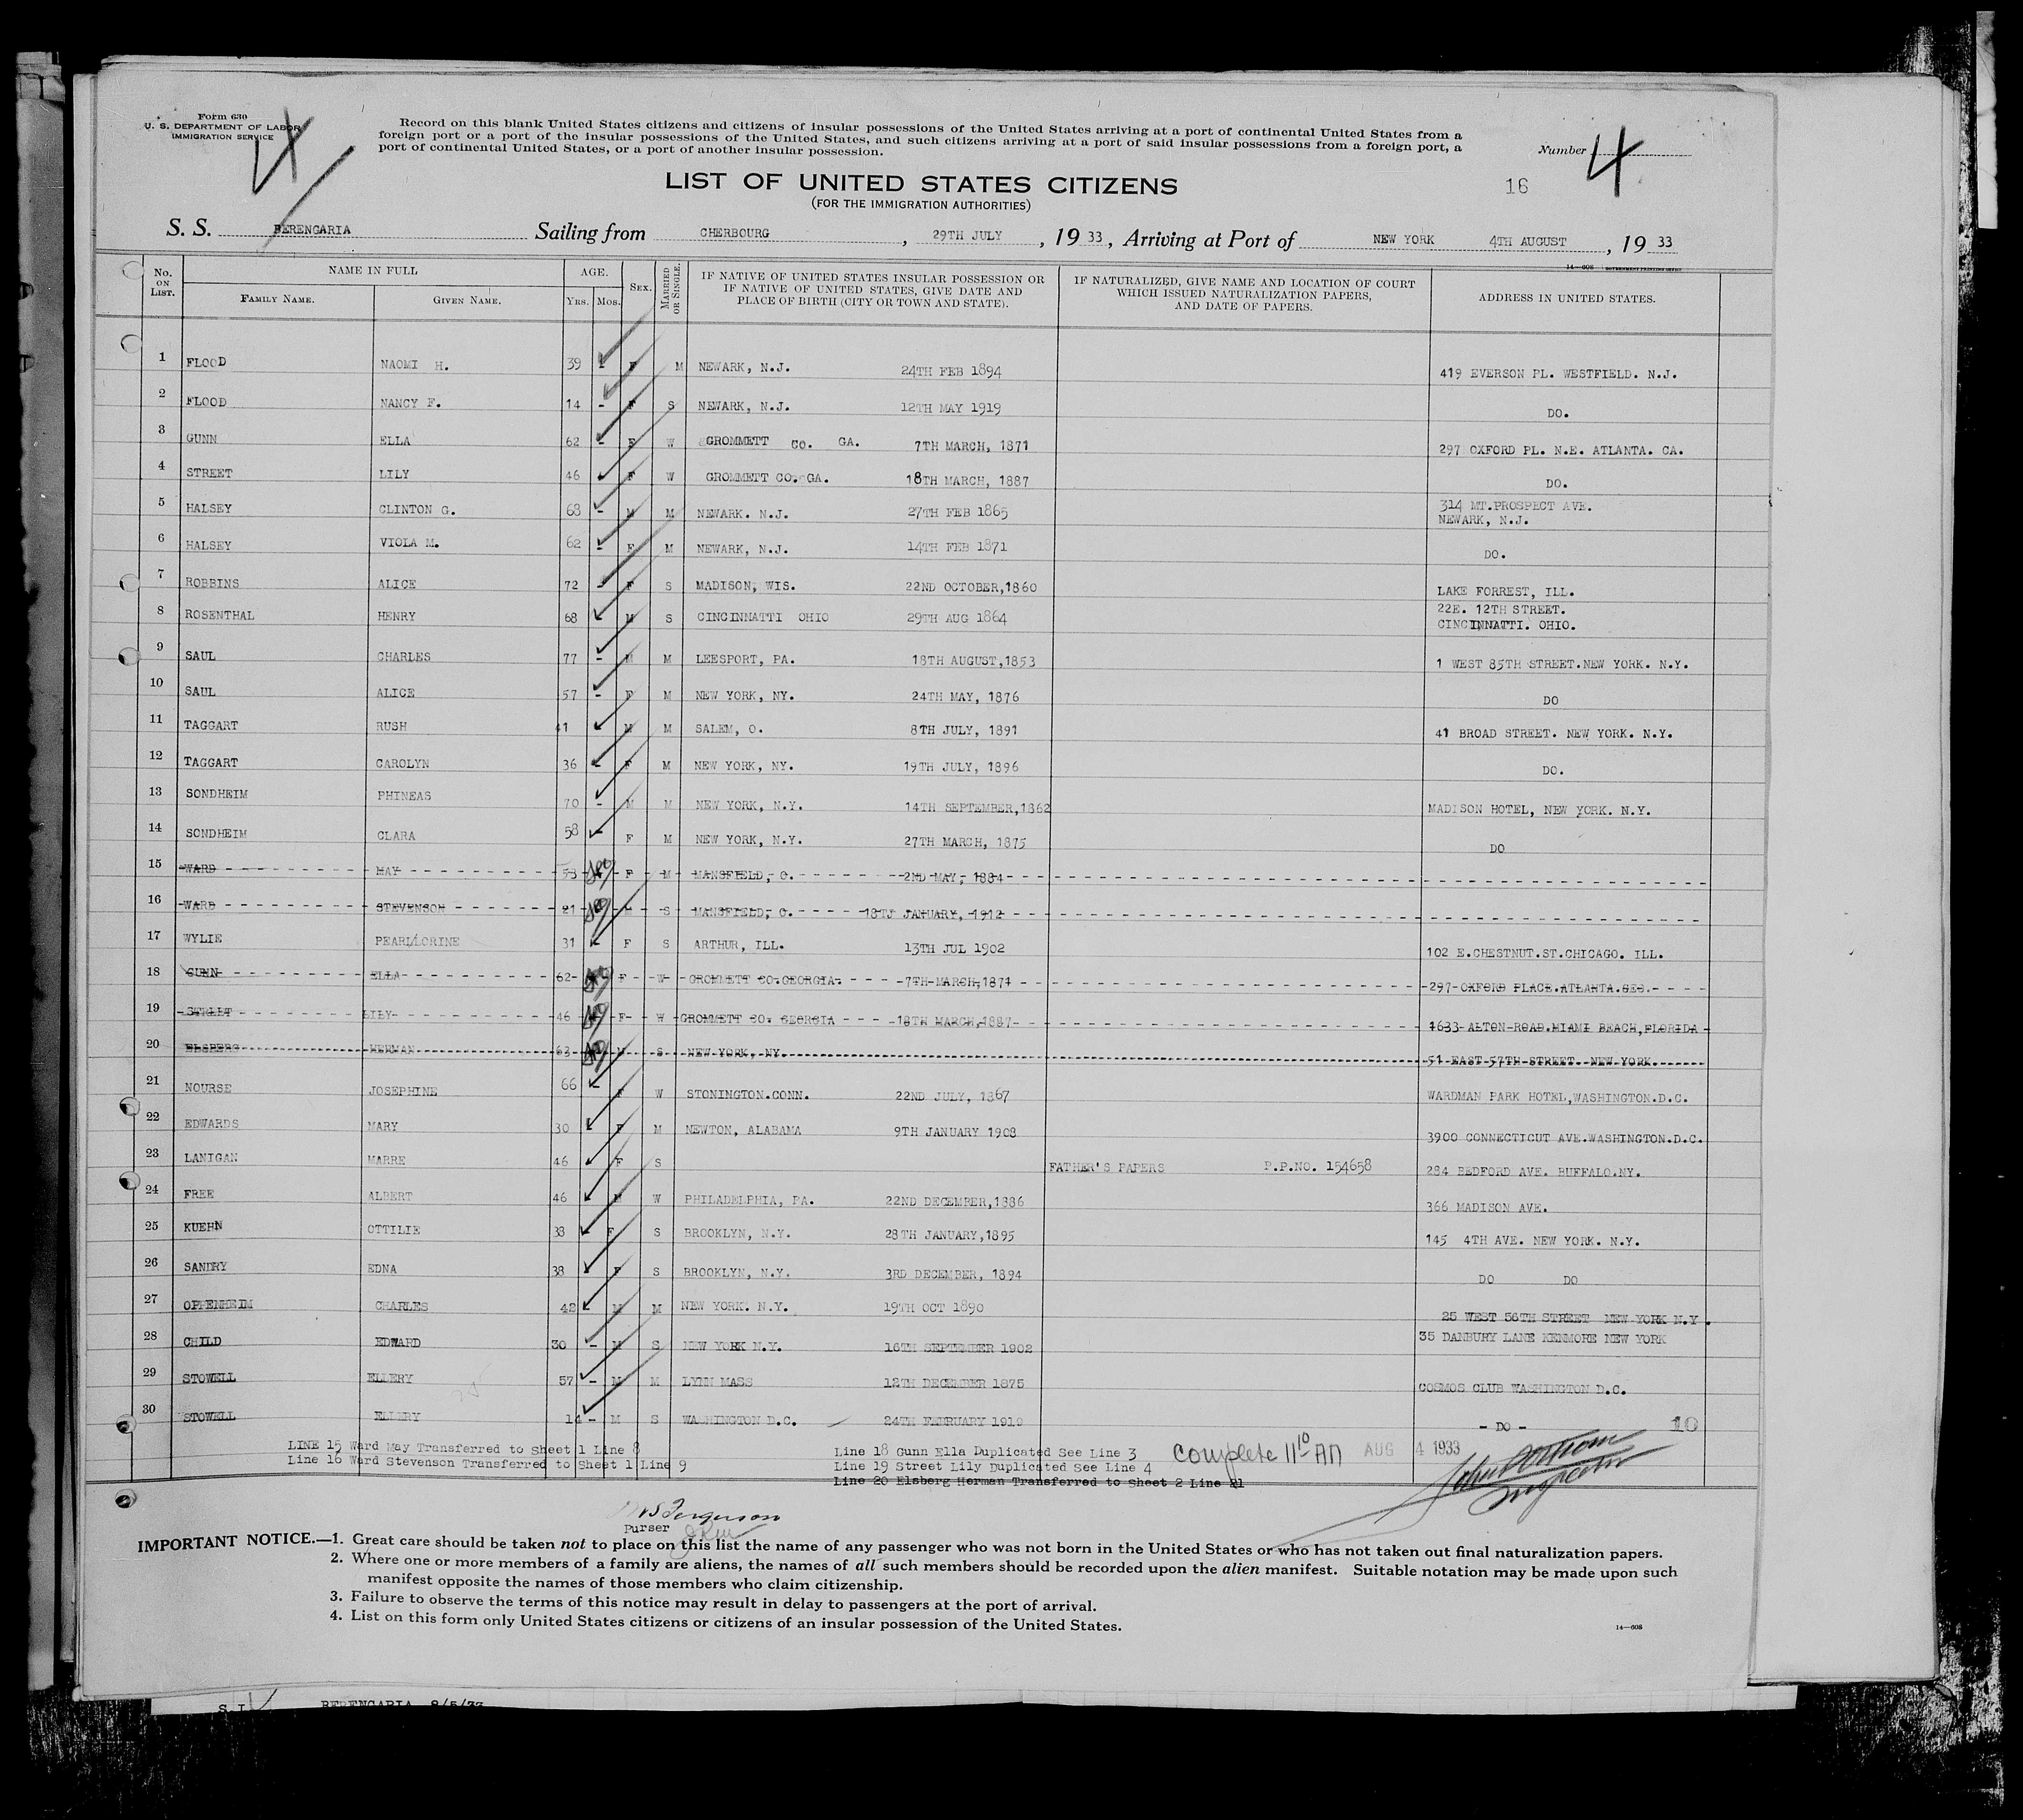 Form 630
U. S. DEPARTMENT OF LABOR
IMMIGRATION SERVICE
4
Record on this blank United States citizens and citizens of insular possessions of the United States arriving at a port of continental United States from a
foreign port or a port of the insular possessions of the United States, and such citizens arriving at a port of said insular possessions from a foreign port, a
port of continental United States, or a port of another insular possession.
Number 4
LIST OF UNITED STATES CITIZENS
16
(FOR THE IMMIGRATION AUTHORITIES)
S. S. BERENGARIA Sailing from CHERBOURG, 29TH JULY, 1933, Arriving at Port of NEW YORK 4TH AUGUST, 1933
14—608 GOVERNMENT PRINTING OFFICE
No. ON LIST. NAME IN FULL FAMILY NAME. GIVEN NAME. AGE. YRS. MOS. SEX. MARRIED OR SINGLE. IF NATIVE OF UNITED STATES INSULAR POSSESSION OR IF NATIVE OF UNITED STATES, GIVE DATE AND PLACE OF BIRTH (CITY OR TOWN AND STATE). IF NATURALIZED, GIVE NAME AND LOCATION OF COURT WHICH ISSUED NATURALIZATION PAPERS, AND DATE OF PAPERS. ADDRESS IN UNITED STATES.
1 FLOOD NAOMI H. 39 - F M NEWARK, N.J. 24TH FEB 1894 419 EVERSON PL. WESTFIELD. N.J.
2 FLOOD NANCY F. 14 - F S NEWARK, N.J. 12TH MAY 1919 DO.
3 GUNN ELLA 62 - F W GROMMETT CO. GA. 7TH MARCH, 1871 297 OXFORD PL. N.E. ATLANTA. CA.
4 STREET LILY 46 F W GROMMETT CO. GA. 18TH MARCH, 1887 DO.
5 HALSEY CLINTON G. 68 - M M NEWARK. N.J. 27TH FEB 1865 314 MT.PROSPECT AVE.
NEWARK, N.J.
6 HALSEY VIOLA M. 62 - F M NEWARK, N.J. 14TH FEB 1871 DO.
7 ROBBINS ALICE 72 - F S MADISON, WIS. 22ND OCTOBER,1860 LAKE FORREST, ILL.
8 ROSENTHAL HENRY 68 M S CINCINNATTI OHIO 29TH AUG 1864 22E. 12TH STREET.
CINCINNATTI. OHIO.
9 SAUL CHARLES 77 - M M LEESPORT, PA. 18TH AUGUST,1853 1 WEST 85TH STREET.NEW YORK. N.Y.
10 SAUL ALICE 57 - F M NEW YORK, NY. 24TH MAY, 1876 DO
11 TAGGART RUSH 41 M M SALEM, O. 8TH JULY, 1891 41 BROAD STREET. NEW YORK. N.Y.
12 TAGGART CAROLYN 36 - F M NEW YORK, NY. 19TH JULY, 1896 DO.
13 SONDHEIM PHINEAS 70 - M M NEW YORK, N.Y. 14TH SEPTEMBER,1862 MADISON HOTEL, NEW YORK. N.Y.
14 SONDHEIM CLARA 58 - F M NEW YORK, N.Y. 27TH MARCH, 1875 DO
15 WARD MAY F M MANSFIELD, O. 2ND MAY, 1884
16 WARD STEVENSON 21 S MANSFIELD, O. 18TJ JANUARY, 1912
17 WYLIE PEARL/LORINE 31 F S ARTHUR, ILL. 13TH JUL 1902 102 E.CHESTNUT.ST.CHICAGO. ILL.
18 GUNN ELLA 62 F W GROMMETT CO.GEORGIA. 7TH MARCH,1871 297 OXFORD PLACE.ATLANTA.GEO.
19 STREET LILY 46 F W GROMMETT CO. GEORGIA 18TH MARCH,1887 1633 ALTON ROAD.MIAMI BEACH,FLORIDA
20 ELSBERG HERMAN 63 M S NEW YORK, NY. 51 EAST 57TH STREET. NEW YORK.
21 NOURSE JOSEPHINE 66 - F W STONINGTON.CONN. 22ND JULY, 1867 WARDMAN PARK HOTEL,WASHINGTON.D.C.
22 EDWARDS MARY 30 - F M NEWTON, ALABAMA 9TH JANUARY 1903 3900 CONNECTICUT AVE.WASHINGTON.D.C.
23 LANIGAN MARRE 46 F S FATHER'S PAPERS P.P.NO. 154658 284 BEDFORD AVE. BUFFALO.NY.
24 FREE ALBERT 46 M W PHILADELPHIA, PA. 22ND DECEMBER,1886 366 MADISON AVE.
25 KUEHN OTTILIE 38 F S BROOKLYN, N.Y. 28TH JANUARY,1895 145 4TH AVE. NEW YORK. N.Y.
26 SANDRY EDNA 38 F S BROOKLYN, N.Y. 3RD DECEMBER, 1894 DO DO
27 OPPENHEIM CHARLES 42 M M NEW YORK. N.Y. 19TH OCT 1890 25 WEST 56TH STREET NEW YORK N.Y.
28 CHILD EDWARD 30 - M S NEW YORK N.Y. 16TH SEPTEMBER 1902 35 DANBURY LANE KENMORE NEW YORK
29 STOWELL ELLERY 57 - M M LYNN MASS 12TH DECEMBER 1875 COSMOS CLUB WASHINGTON D.C.
30 STOWELL ELLERY 14 - M S WASHINGTON D.C. 24TH FEBRUARY 1919 - DO - 10
LINE 15 Ward May Transferred to Sheet 1 Line 8
Line 16 Ward Stevenson Transferred to Sheet 1 Line 9
Line 18 Gunn Ella Duplicated See Line 3
Line 19 Street Lily Duplicated See Line 4
Line 20 Elsberg Herman Transferred to Sheet 2 Line 21
Complete 11 10 AM AUG 4 1933
Inspector
Ferguson
Purser
IMPORTANT NOTICE.—1. Great care should be taken not to place on this list the name of any passenger who was not born in the United States or who has not taken out final naturalization papers.
2. Where one or more members of a family are aliens, the names of all such members should be recorded upon the alien manifest. Suitable notation may be made upon such
manifest opposite the names of those members who claim citizenship.
3. Failure to observe the terms of this notice may result in delay to passengers at the port of arrival.
4. List on this form only United States citizens or citizens of an insular possession of the United States.
14—608
S.I. BERENGARIA 8/5/33